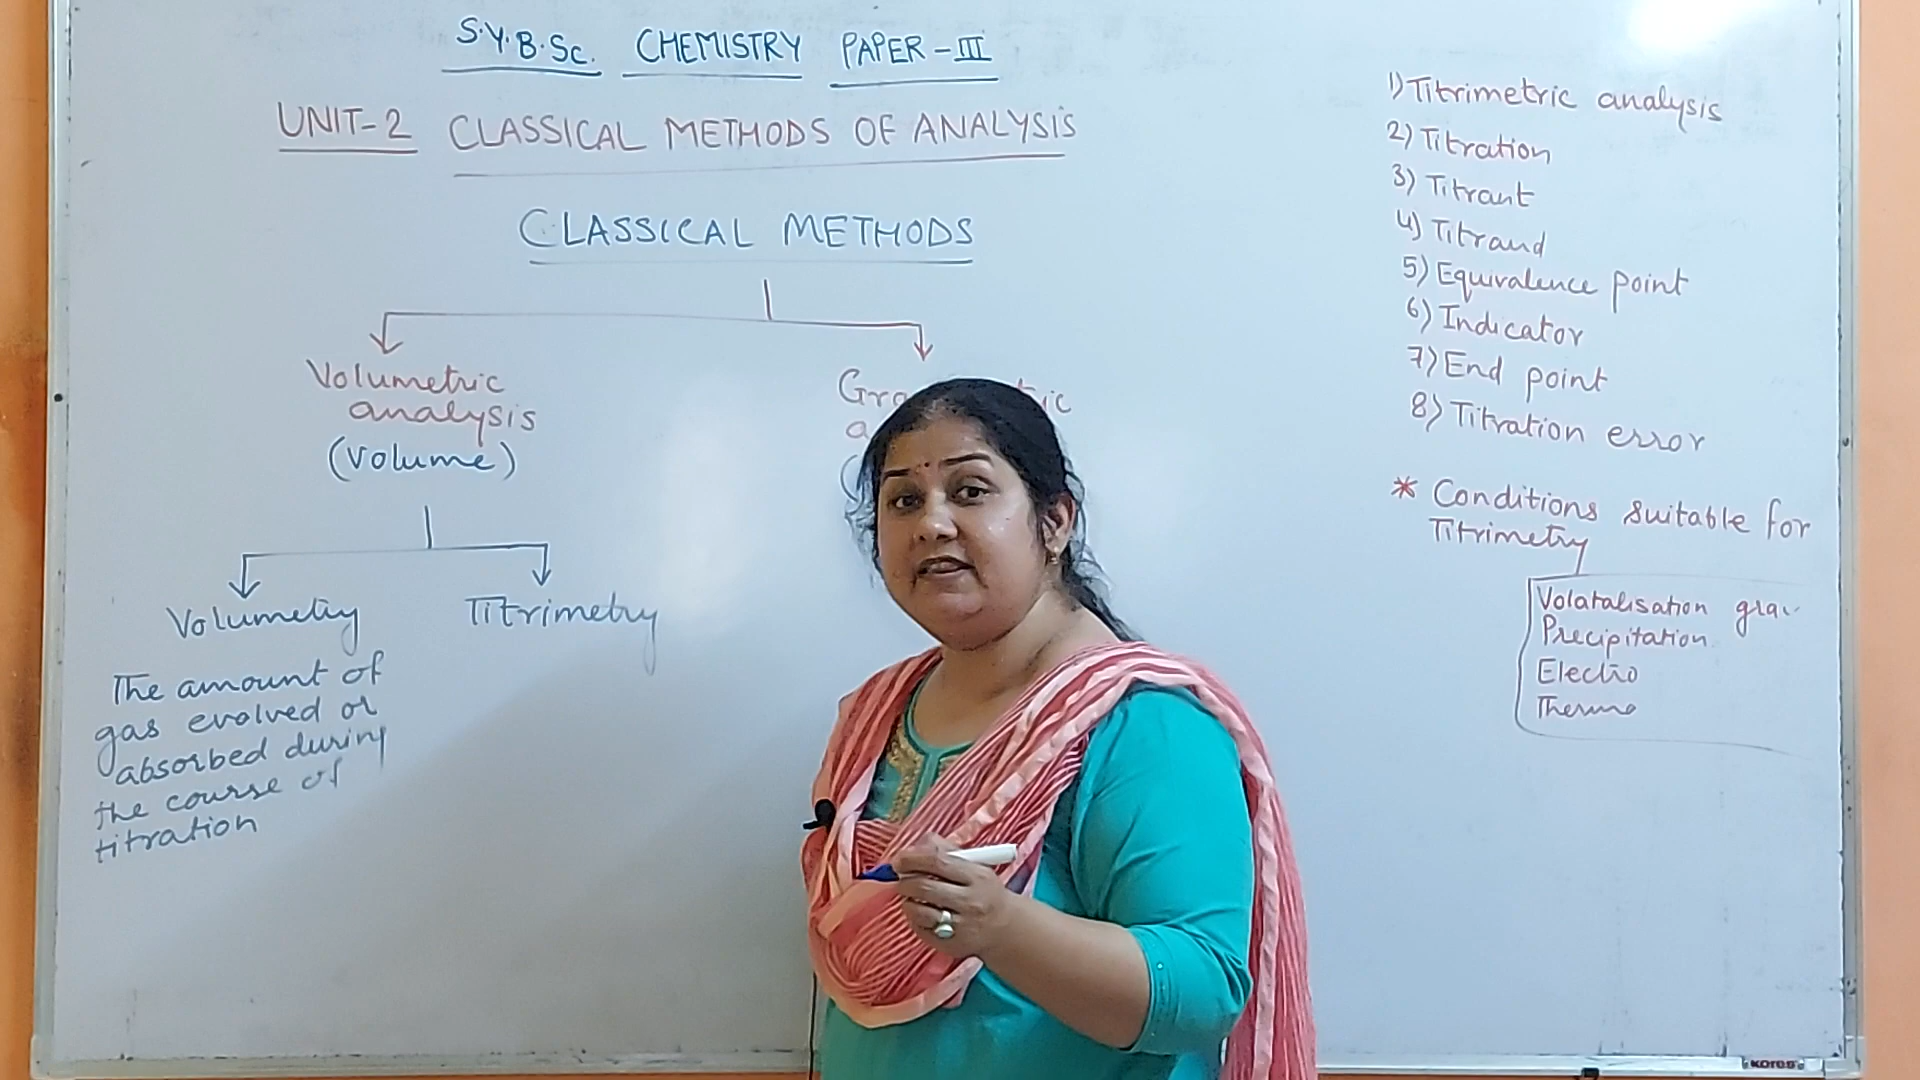 S.Y.B.Sc. CHEMISTRY PAPER-III
UNIT-2 CLASSICAL METHODS OF ANALYSIS
CLASSICAL METHODS
Volumetric
analysis
(Volume)
Volumetry
Titrimetry
The amount of
gas evolved or
absorbed during
the course of
titration
1) Titrimetric analysis
2) Titration
3) Titrant
4) Titrand
5) Equivalence point
6) Indicator
7) End point
8) Titration error
* Conditions suitable for
Titrimetry
Volatalisation gra
Precipitation
Electro
Thermo
kores